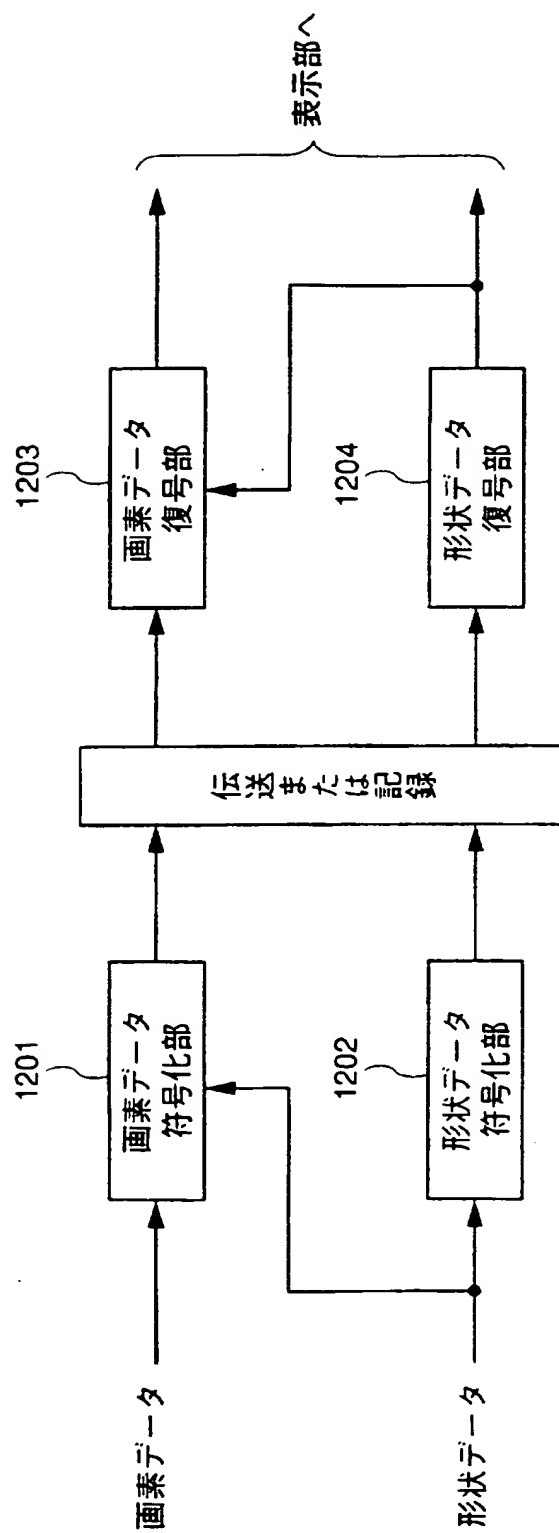 画素データ
1201
画素データ
符号化部
形状データ
1202
形状データ
符号化部
伝送または記録
1203
画素データ
復号部
1204
形状データ
復号部
表示部へ